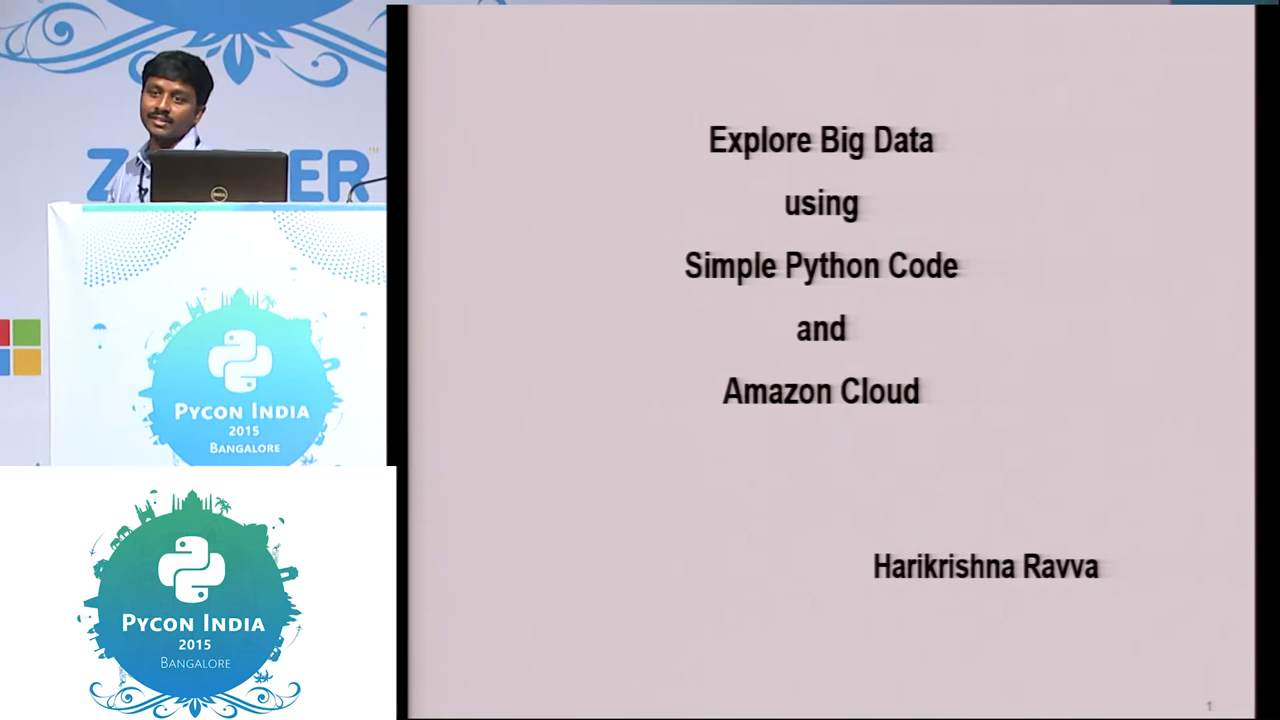 DELL
PYCON INDIA
2015
BANGALORE
PYCON INDIA
2015
BANGALORE
Explore Big Data
using
Simple Python Code
and
Amazon Cloud
Harikrishna Ravva
1